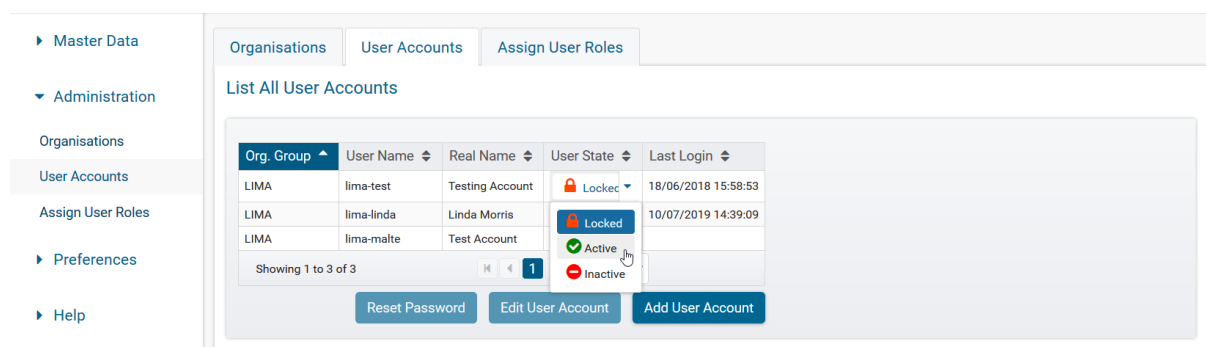 Master Data
Administration
Organisations
User Accounts
Assign User Roles
Preferences
Help
Organisations User Accounts Assign User Roles
List All User Accounts
Org. Group User Name Real Name User State Last Login
LIMA lima-test Testing Account Locked 18/06/2018 15:58:53
LIMA lima-linda Linda Morris 10/07/2019 14:39:09
LIMA lima-malte Test Account
Locked
Active
Inactive
Showing 1 to 3 of 3 1
Reset Password Edit User Account Add User Account